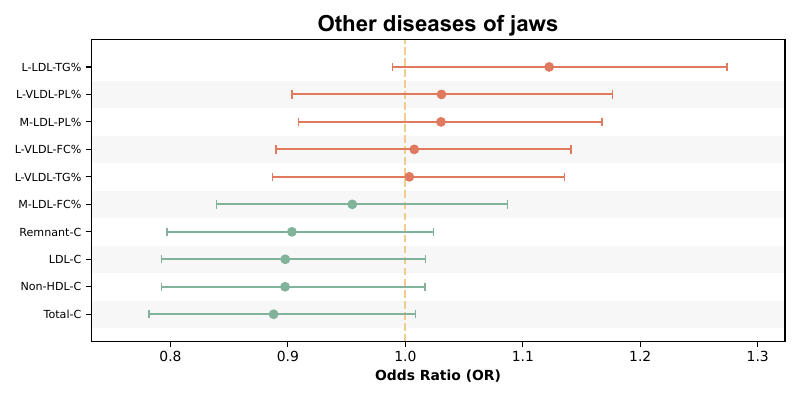 Other diseases of jaws
L-LDL-TG%
L-VLDL-PL%
M-LDL-PL%
L-VLDL-FC%
L-VLDL-TG%
M-LDL-FC%
Remnant-C
LDL-C
Non-HDL-C
Total-C
0.8 0.9 1.0 1.1 1.2 1.3
Odds Ratio (OR)